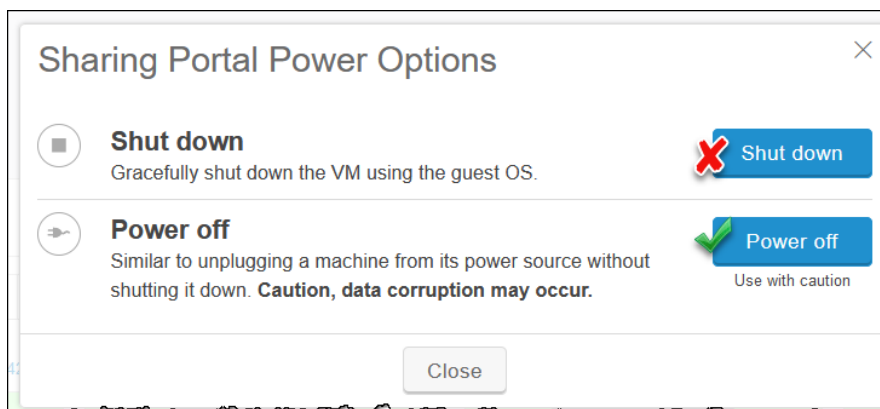 Sharing Portal Power Options
Shut down
Gracefully shut down the VM using the guest OS.
Shut down
Power off
Similar to unplugging a machine from its power source without
shutting it down. Caution, data corruption may occur.
Power off
Use with caution
Close